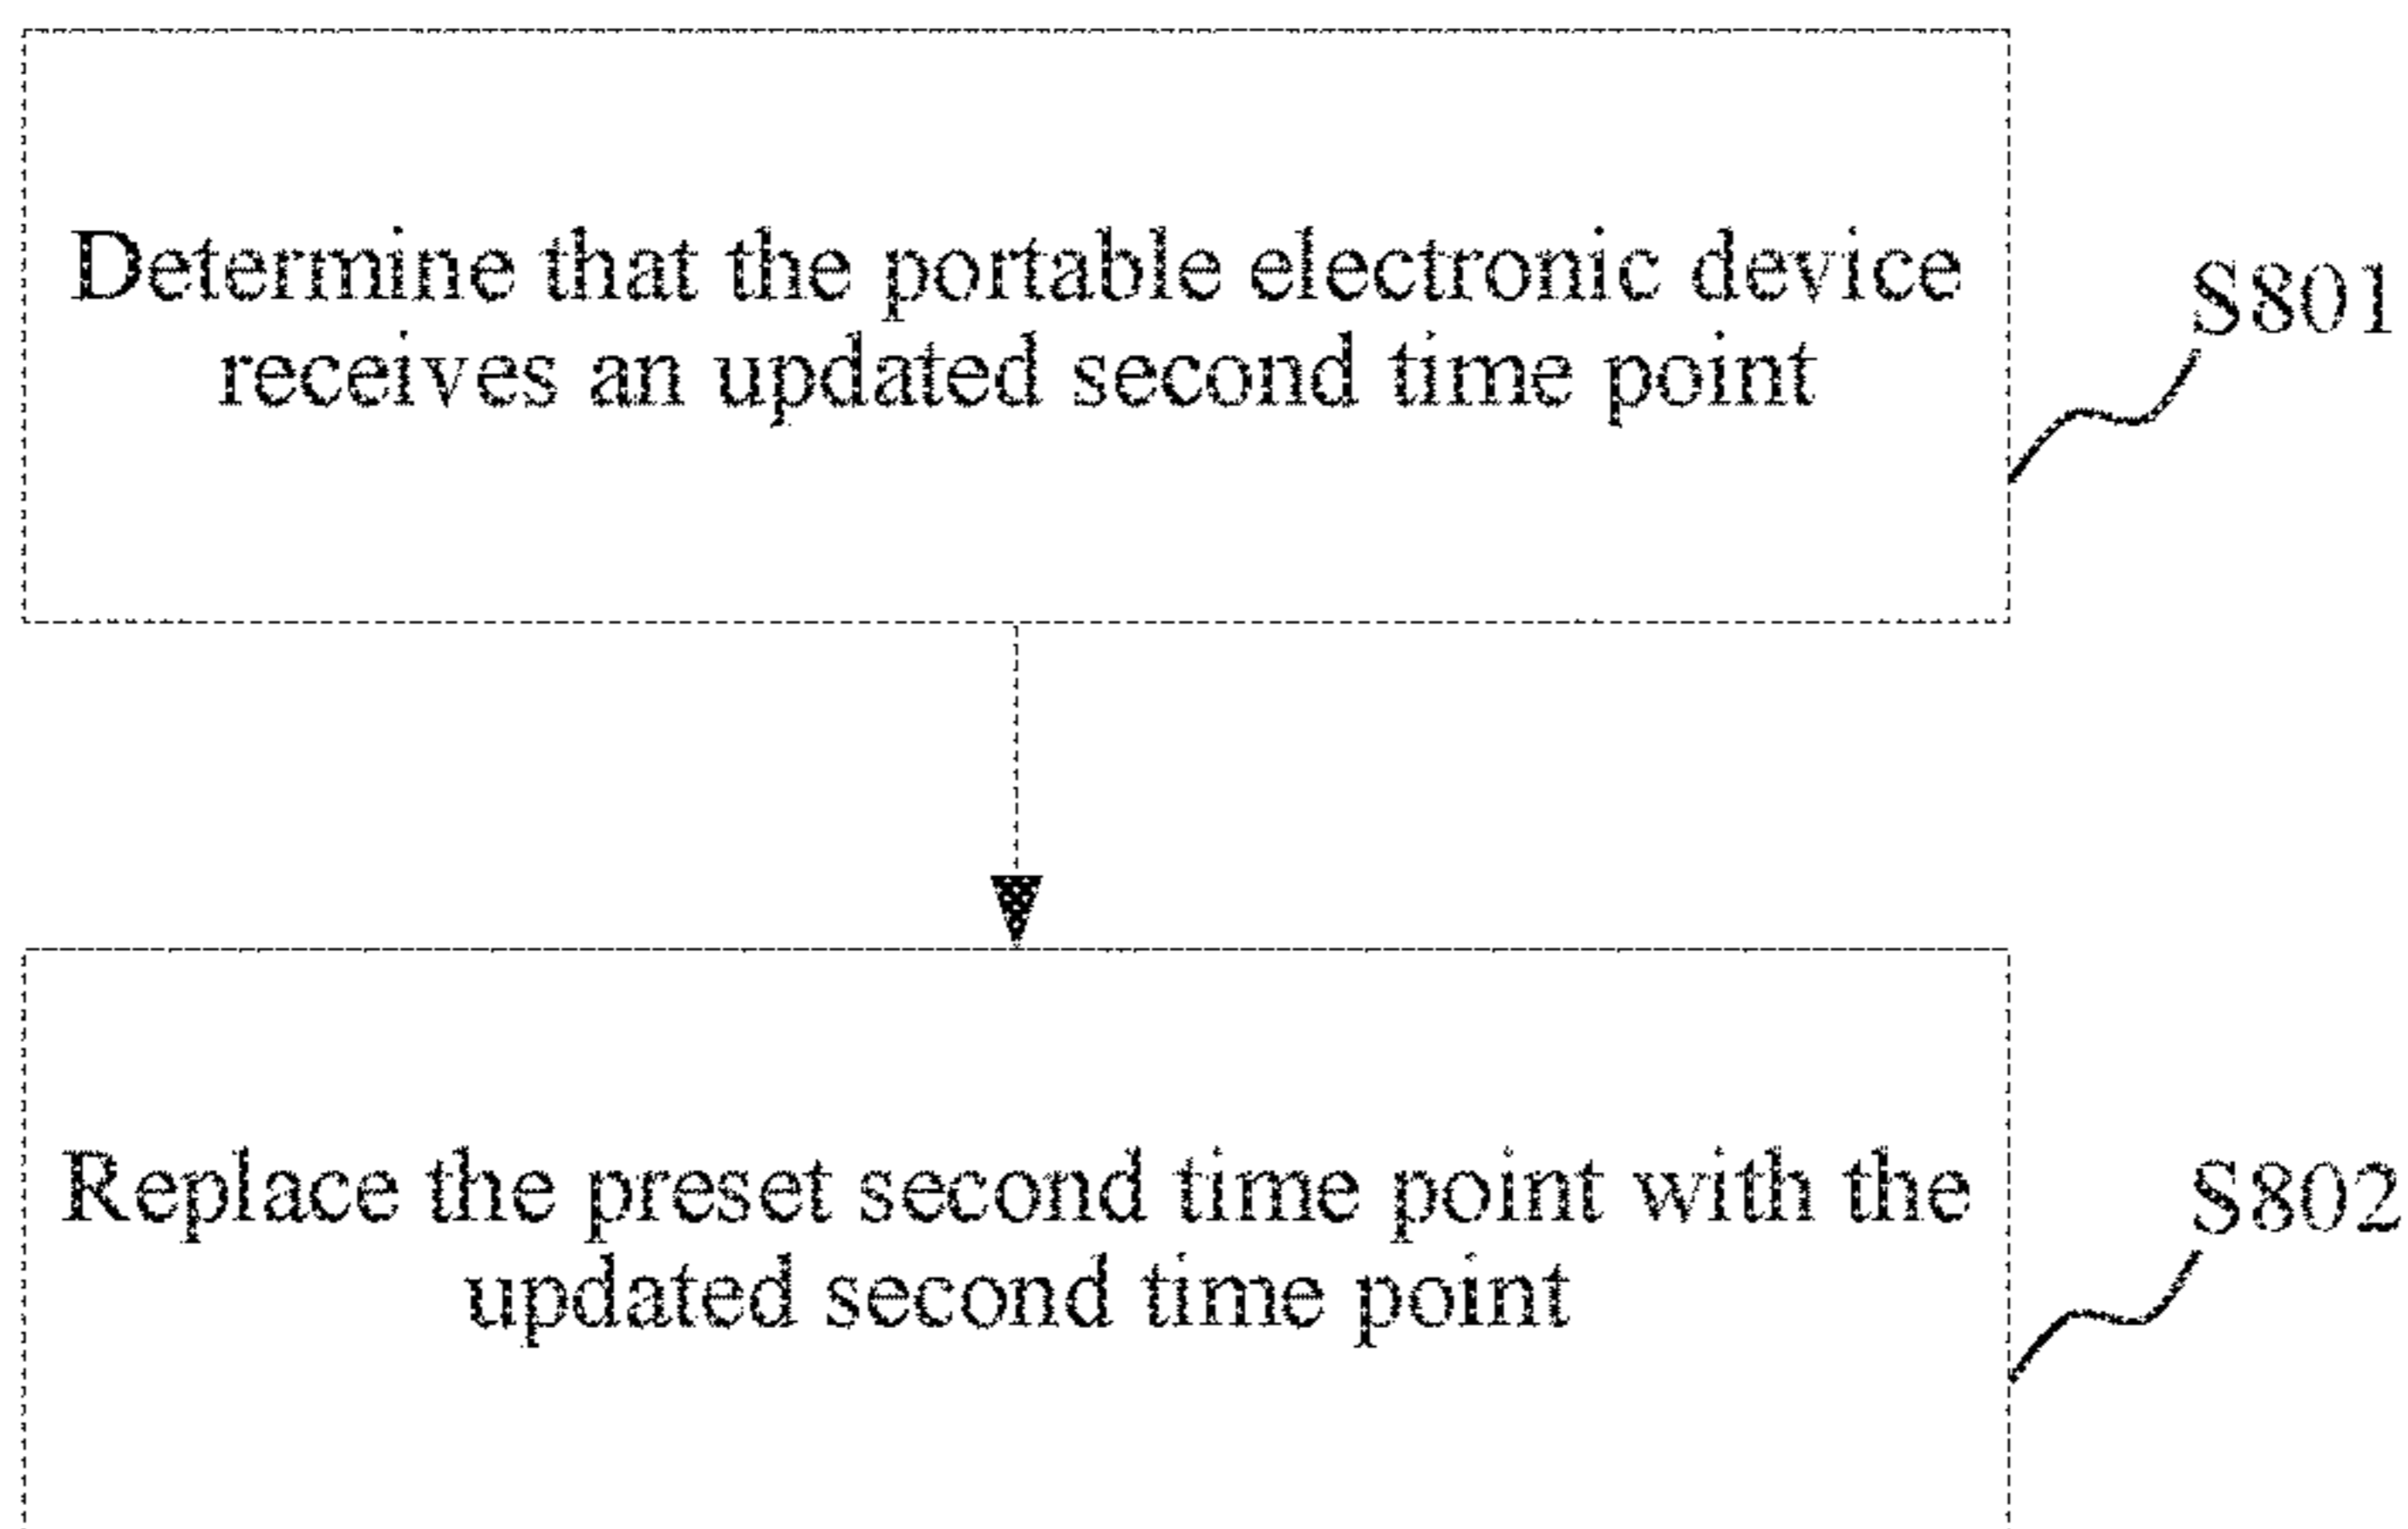 Determine that the portable electronic device
receives an updated second time point
S801
Replace the preset second time point with the
updated second time point
S802